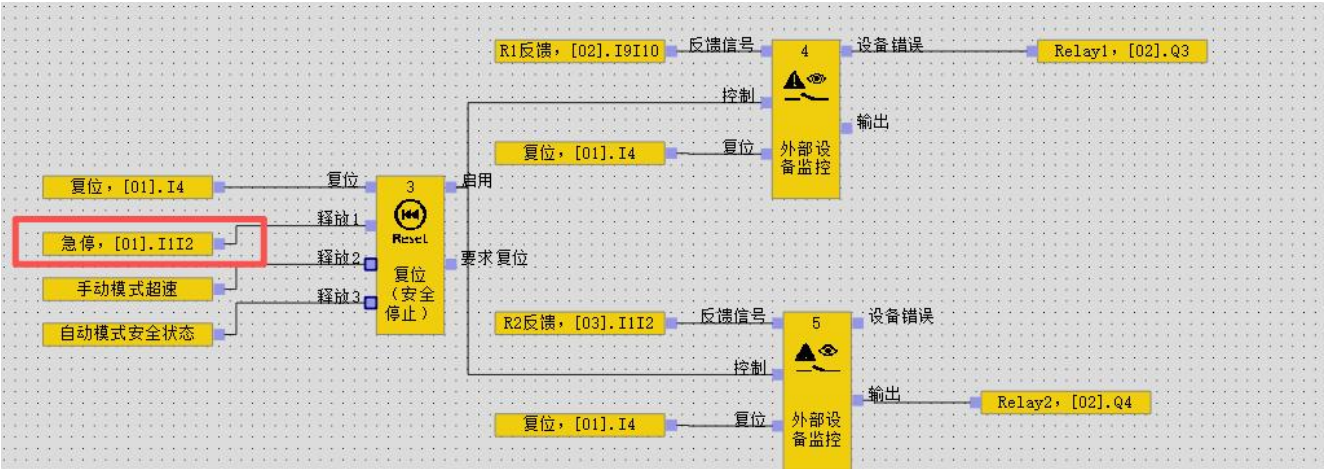 R1反馈, [02].I9I10
反馈信号
4
设备错误
Relay1, [02].Q3
控制
输出
复位, [01].I4
复位
外部设
备监控
复位, [01].I4
复位
3
启用
急停, [01].I1I2
释放1
Reset
释放2
要求复位
手动模式超速
复位
(安全
停止)
释放3
自动模式安全状态
R2反馈, [03].I1I2
反馈信号
5
设备错误
控制
输出
Relay2, [02].Q4
复位, [01].I4
复位
外部设
备监控